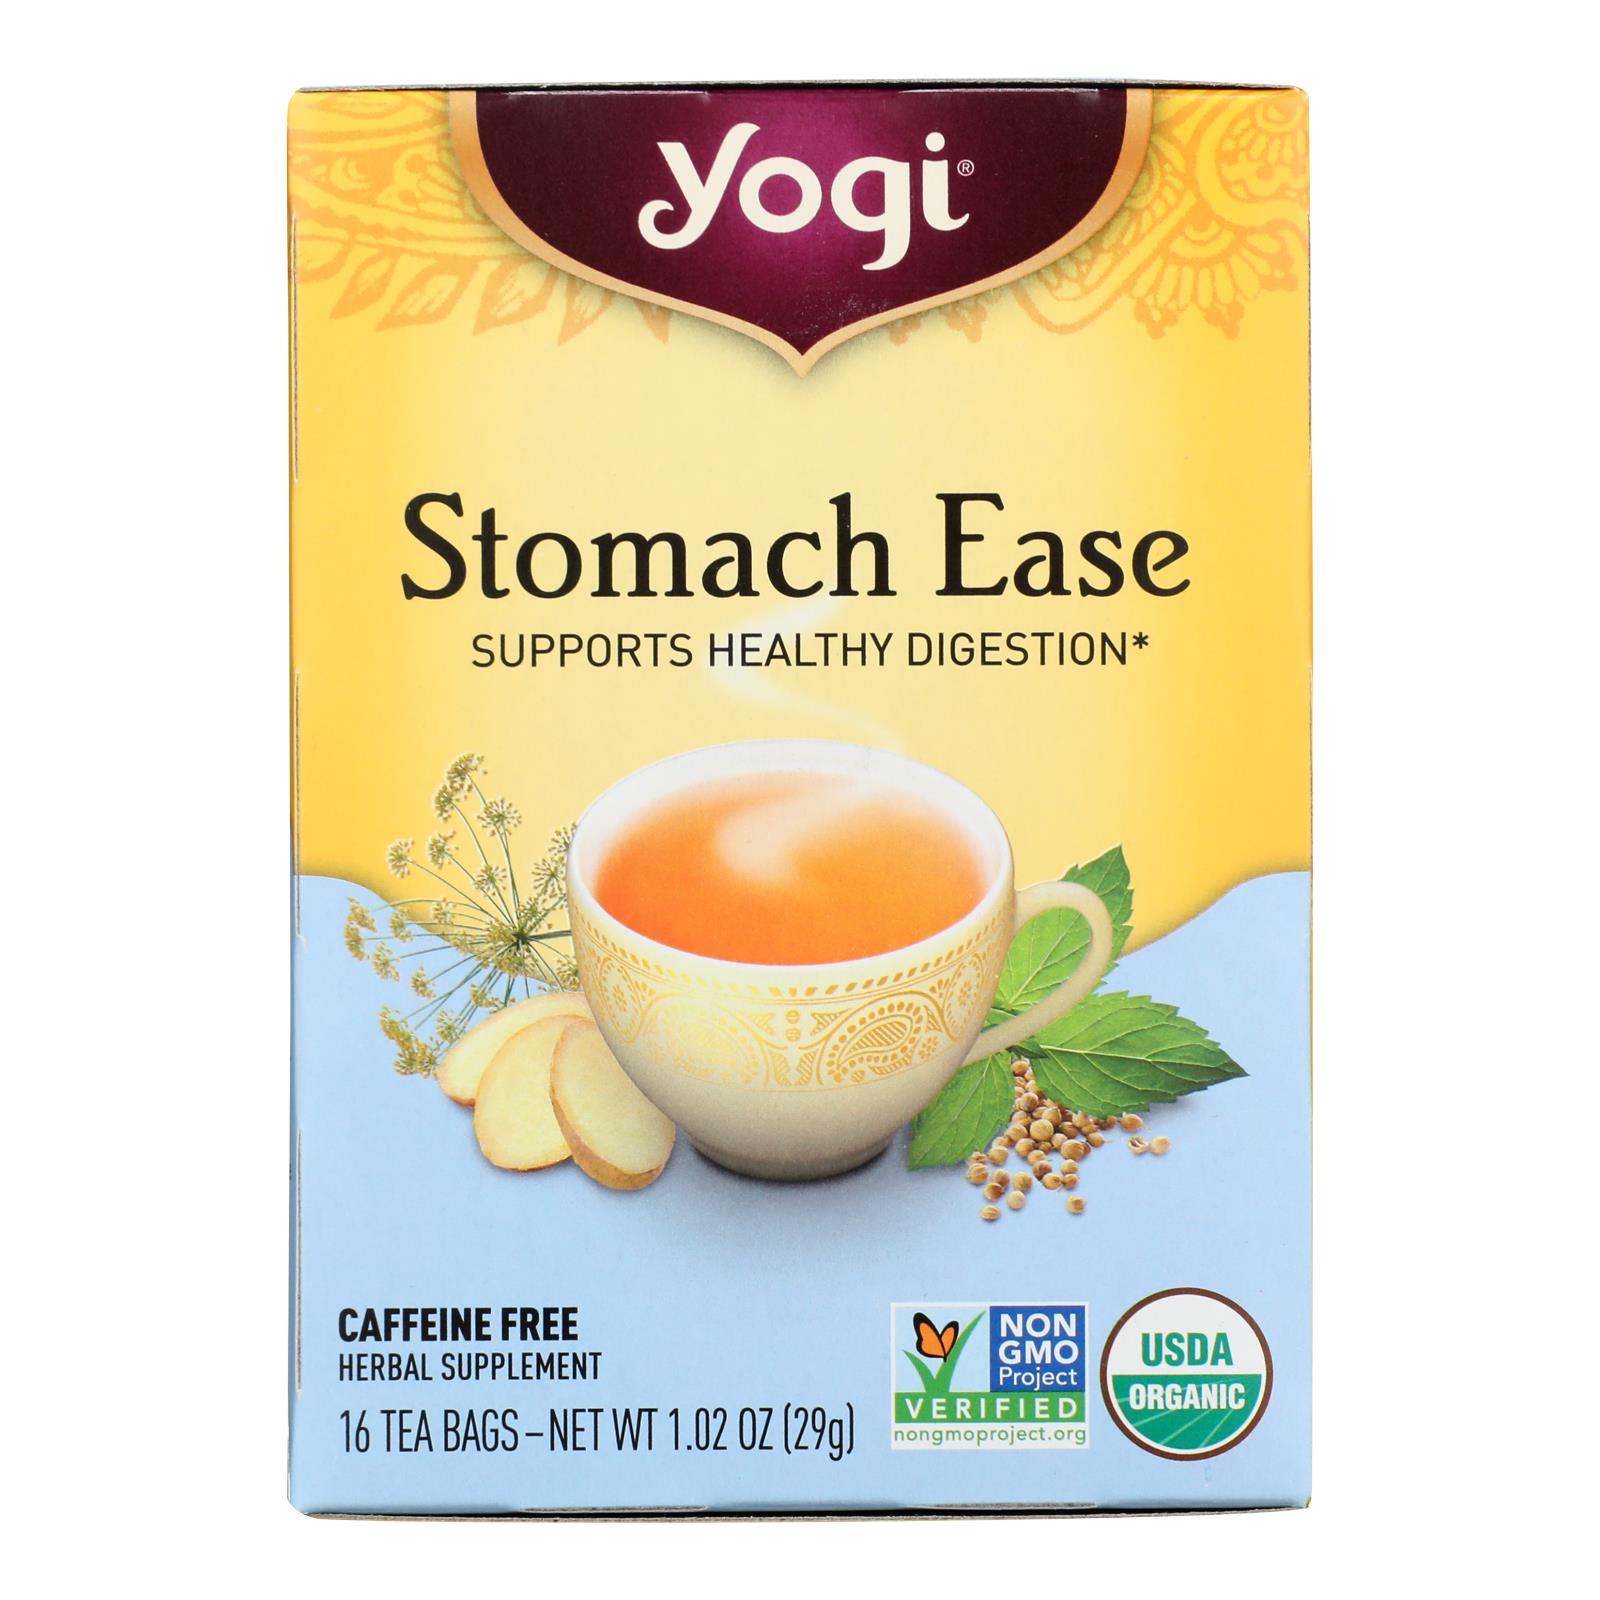 yogi®
Stomach Ease
SUPPORTS HEALTHY DIGESTION*
CAFFEINE FREE
HERBAL SUPPLEMENT
16 TEA BAGS – NET WT 1.02 OZ (29g)
NON
GMO
Project
VERIFIED
nongmoproject.org
USDA
ORGANIC